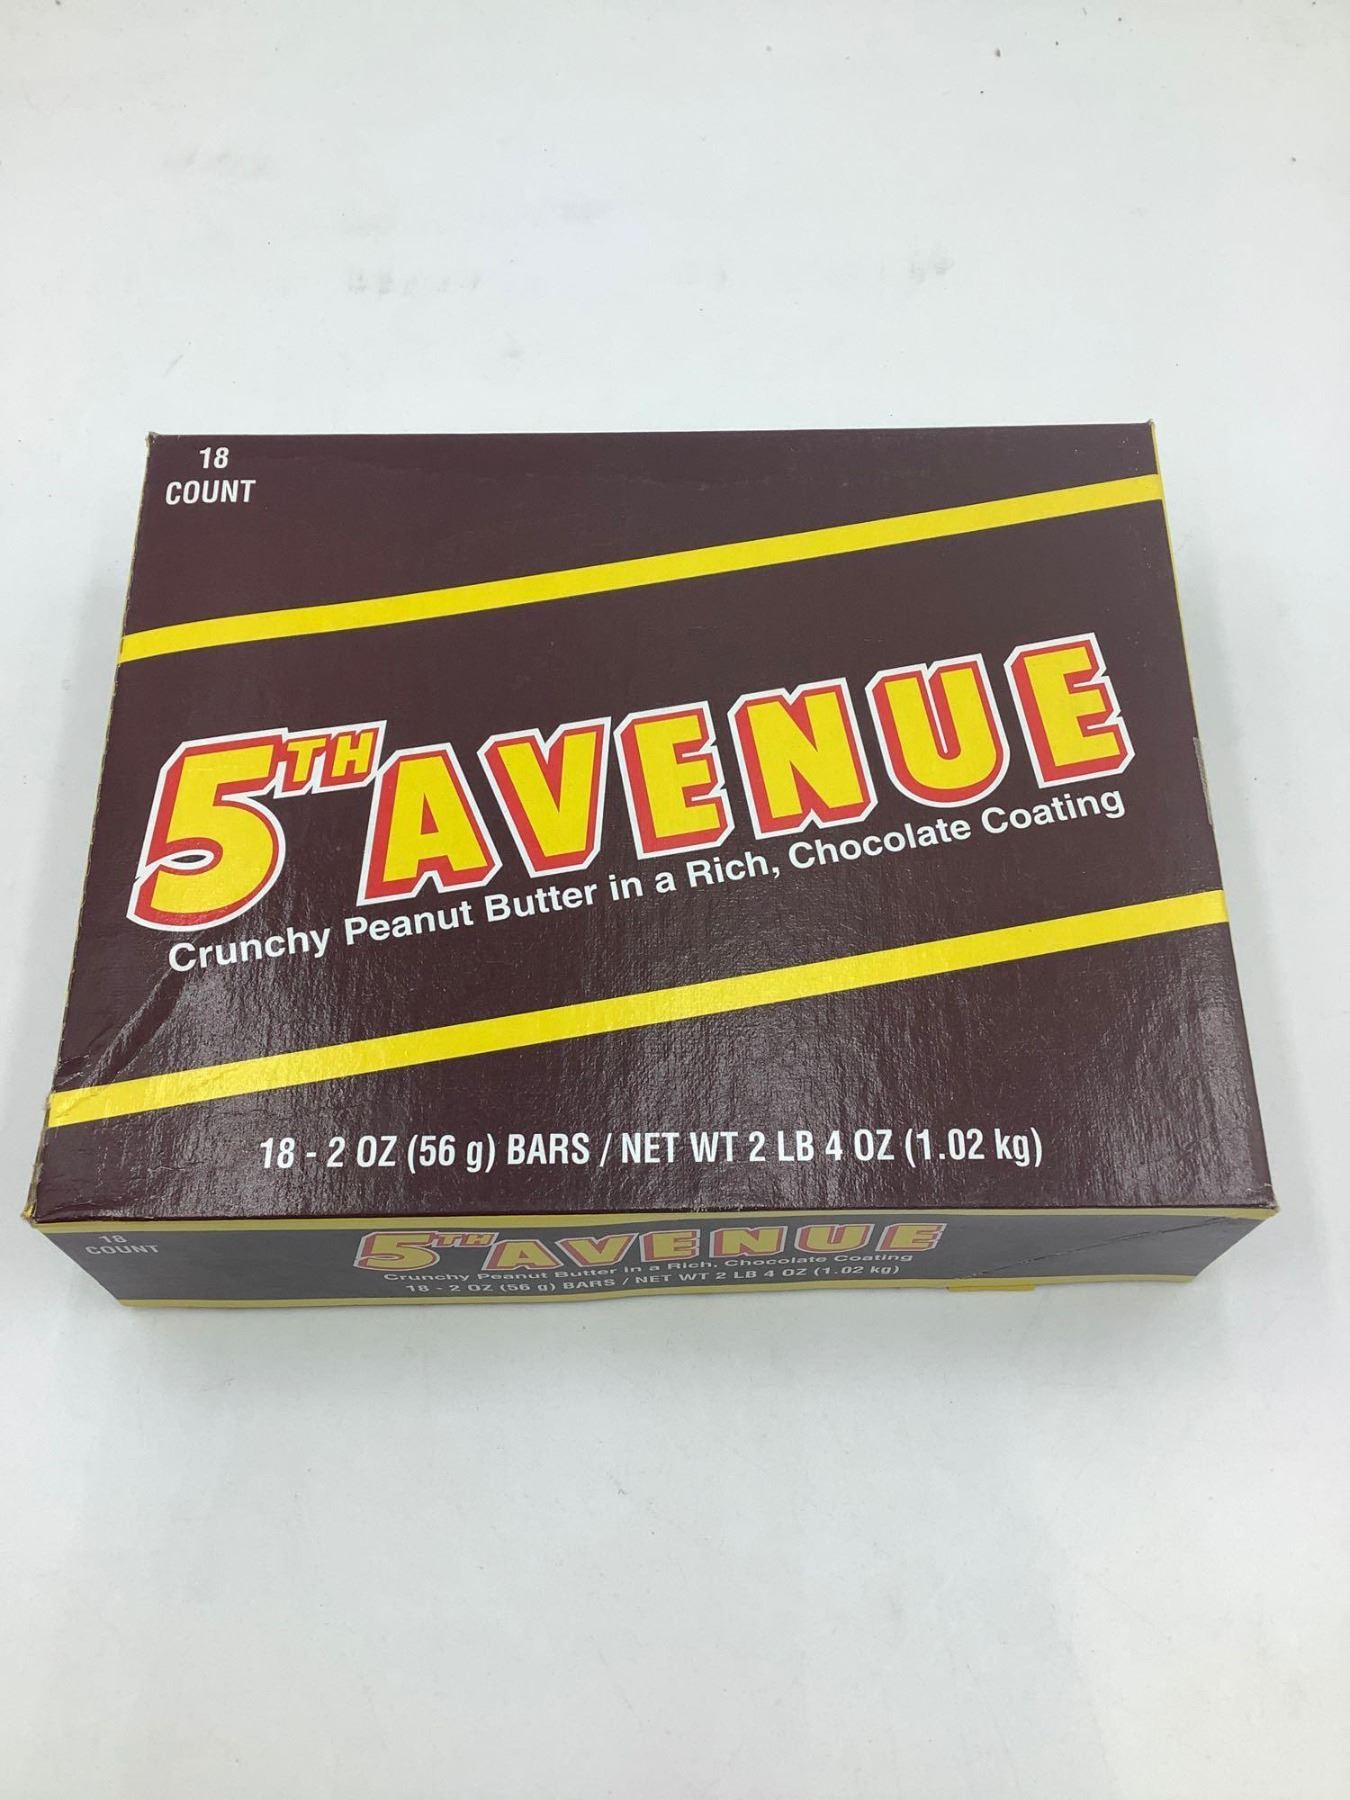 18
COUNT
5TH AVENUE
Crunchy Peanut Butter in a Rich, Chocolate Coating
18 - 2 OZ (56 g) BARS / NET WT 2 LB 4 OZ (1.02 kg)
18
COUNT
5TH AVENUE
Crunchy Peanut Butter in a Rich, Chocolate Coating
18 - 2 OZ (56 g) BARS / NET WT 2 LB 4 OZ (1.02 kg)